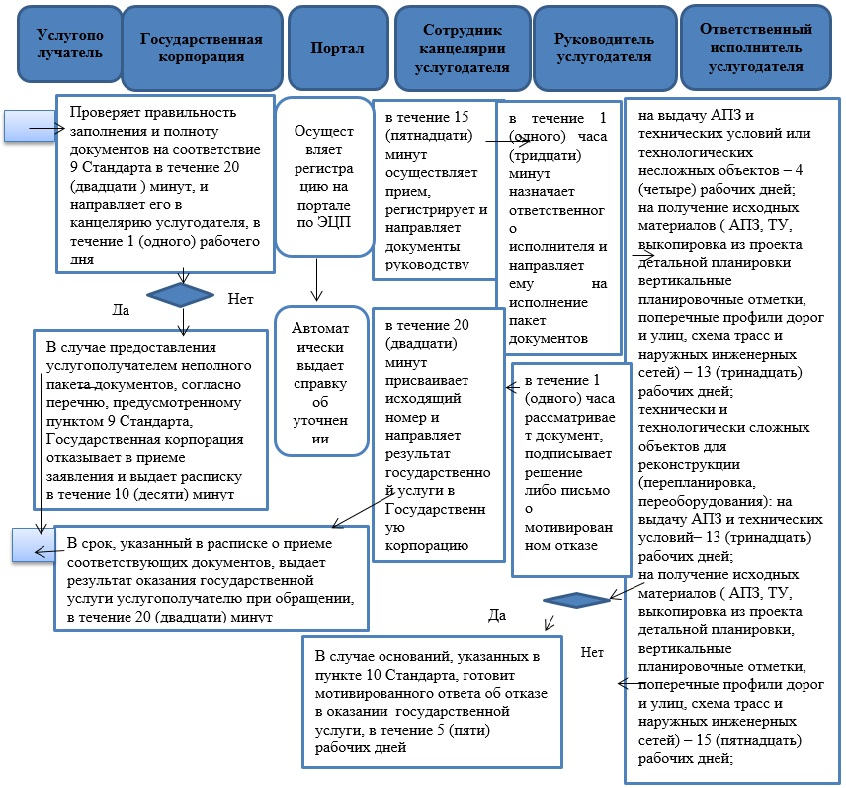 Услугопо
лучатель
Государственная
корпорация
Портал
Сотрудник
канцелярии
услугодателя
Руководитель
услугодателя
Ответственный
исполнитель
услугодателя
Проверяет правильность
заполнения и полноту
документов на соответствие
9 Стандарта в течение 20
(двадцати ) минут, и
направляет его в
канцелярию услугодателя, в
течение 1 (одного) рабочего
дня
Осущест
вляет
регистра
цию на
портале
по ЭЦП
в течение 15
(пятнадцати)
минут
осуществляет
прием,
регистрирует и
направляет
документы
руководству
в течение 1
(одного) часа
(тридцати)
минут
назначает
ответственног
о
исполнителя и
направляет
ему на
исполнение
пакет
документов
на выдачу АПЗ и
технических условий или
технологических
несложных объектов – 4
(четыре) рабочих дней;
на получение исходных
материалов ( АПЗ, ТУ,
выкопировка из проекта
детальной планировки
вертикальные
планировочные отметки,
поперечные профили дорог
и улиц, схема трасс и
наружных инженерных
сетей) – 13 (тринадцать)
рабочих дней;
технически и
технологически сложных
объектов для
реконструкции
(перепланировка,
переоборудования): на
выдачу АПЗ и технических
условий– 13 (тринадцать)
рабочих дней;
на получение исходных
материалов ( АПЗ, ТУ,
выкопировка из проекта
детальной планировки,
вертикальные
планировочные отметки,
поперечные профили дорог
и улиц, схема трасс и
наружных инженерных
сетей) – 15 (пятнадцать)
рабочих дней;
Да
Нет
В случае предоставления
услугополучателем неполного
пакета документов, согласно
перечню, предусмотренному
пунктом 9 Стандарта,
Государственная корпорация
отказывает в приеме
заявления и выдает расписку
в течение 10 (десяти) минут
Автомат
ически
выдает
справку
об
уточнен
ии
в течение 20
(двадцати)
минут
присваивает
исходящий
номер и
направляет
результат
государственно
й услуги в
Государственн
ую
корпорацию
в течение 1
(одного) часа
рассматривае
т документ,
подписывает
решение
либо письмо
о
мотивирован
ном отказе
В срок, указанный в расписке о приеме
соответствующих документов, выдает
результат оказания государственной
услуги услугополучателю при обращении,
в течение 20 (двадцати) минут
Да
Нет
В случае оснований, указанных в
пункте 10 Стандарта, готовит
мотивированного ответа об отказе
в оказании государственной
услуги, в течение 5 (пяти)
рабочих дней